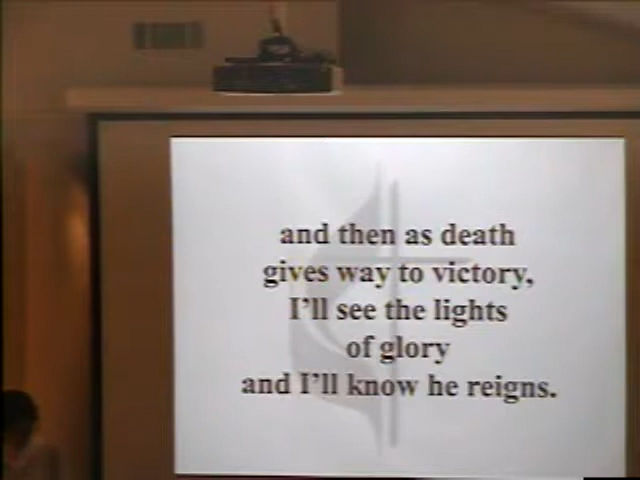 and then as death
gives way to victory,
I'll see the lights
of glory
and I'll know he reigns.